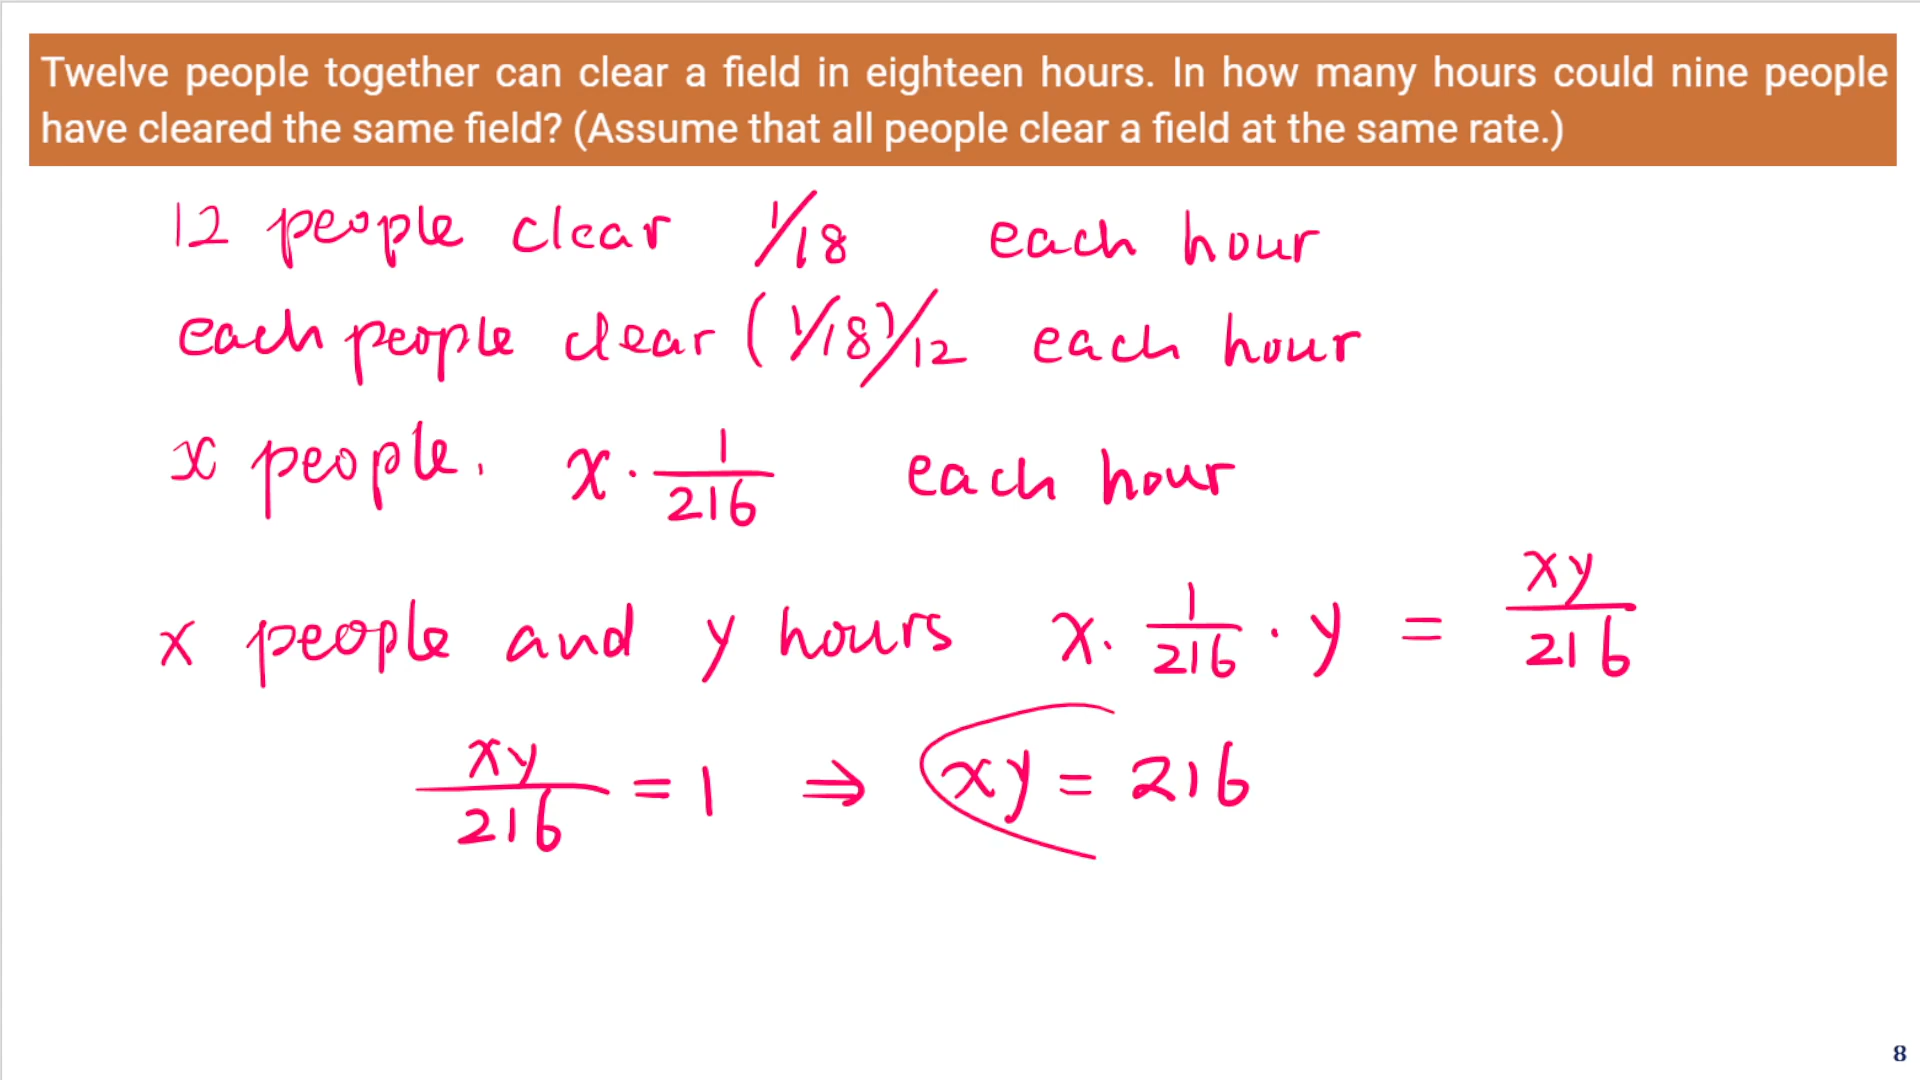 Twelve people together can clear a field in eighteen hours. In how many hours could nine people
have cleared the same field? (Assume that all people clear a field at the same rate.)
12 people clear 1/18 each hour
each people clear (1/18)/12 each hour
x people. x · 1/216 each hour
x people and y hours x · 1/216 · y = xy/216
xy/216 = 1 ⇒ xy = 216
8